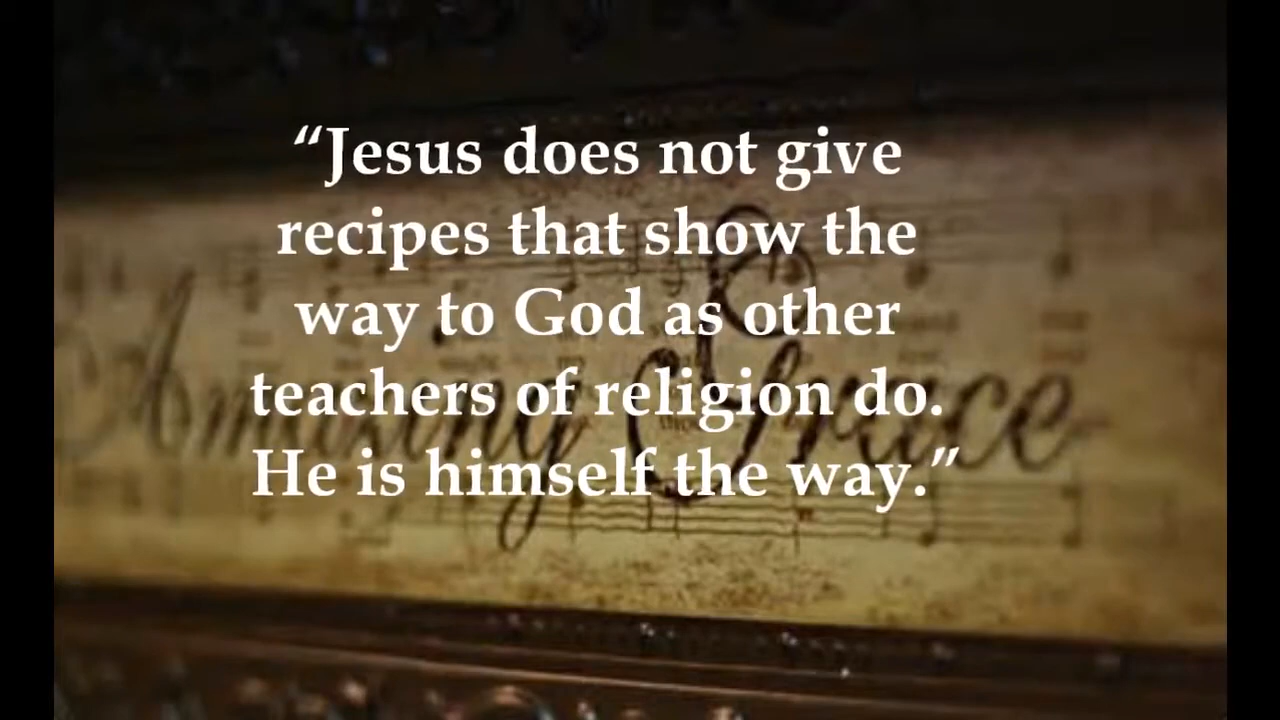 “Jesus does not give
recipes that show the
way to God as other
teachers of religion do.
He is himself the way.”
Amazing Grace